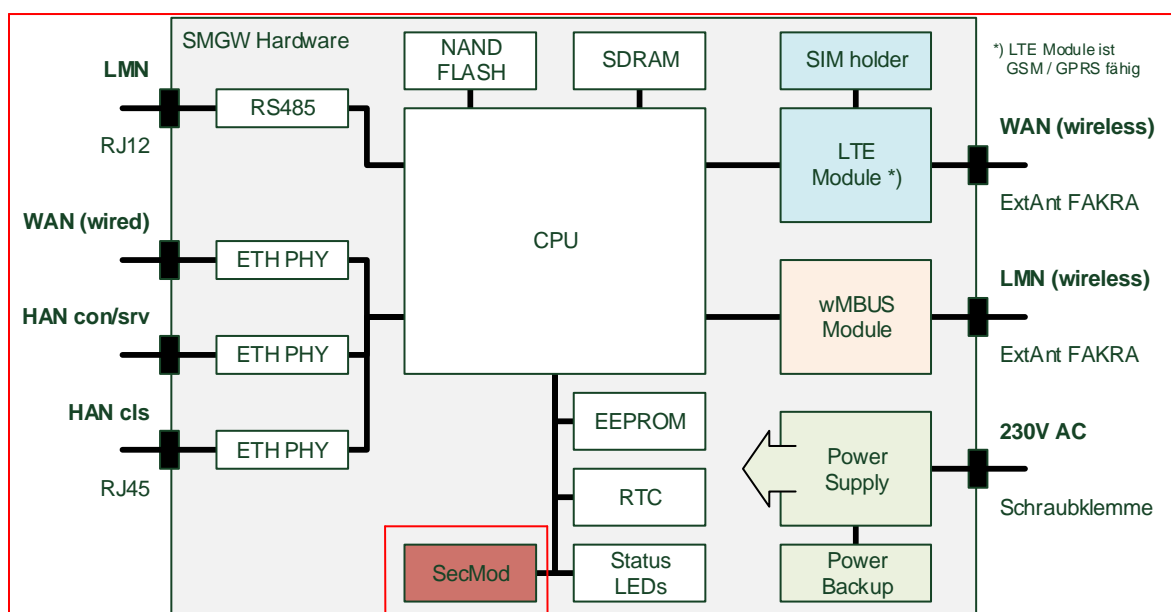 SMGW Hardware
NAND
FLASH
SDRAM
SIM holder
*) LTE Module ist
GSM / GPRS fähig
LMN
RS485
RJ12
CPU
LTE
Module *)
WAN (wireless)
ExtAnt FAKRA
WAN (wired)
ETH PHY
HAN con/srv
ETH PHY
wMBUS
Module
LMN (wireless)
ExtAnt FAKRA
HAN cls
ETH PHY
RJ45
EEPROM
RTC
Power
Supply
230V AC
Schraubklemme
SecMod
Status
LEDs
Power
Backup